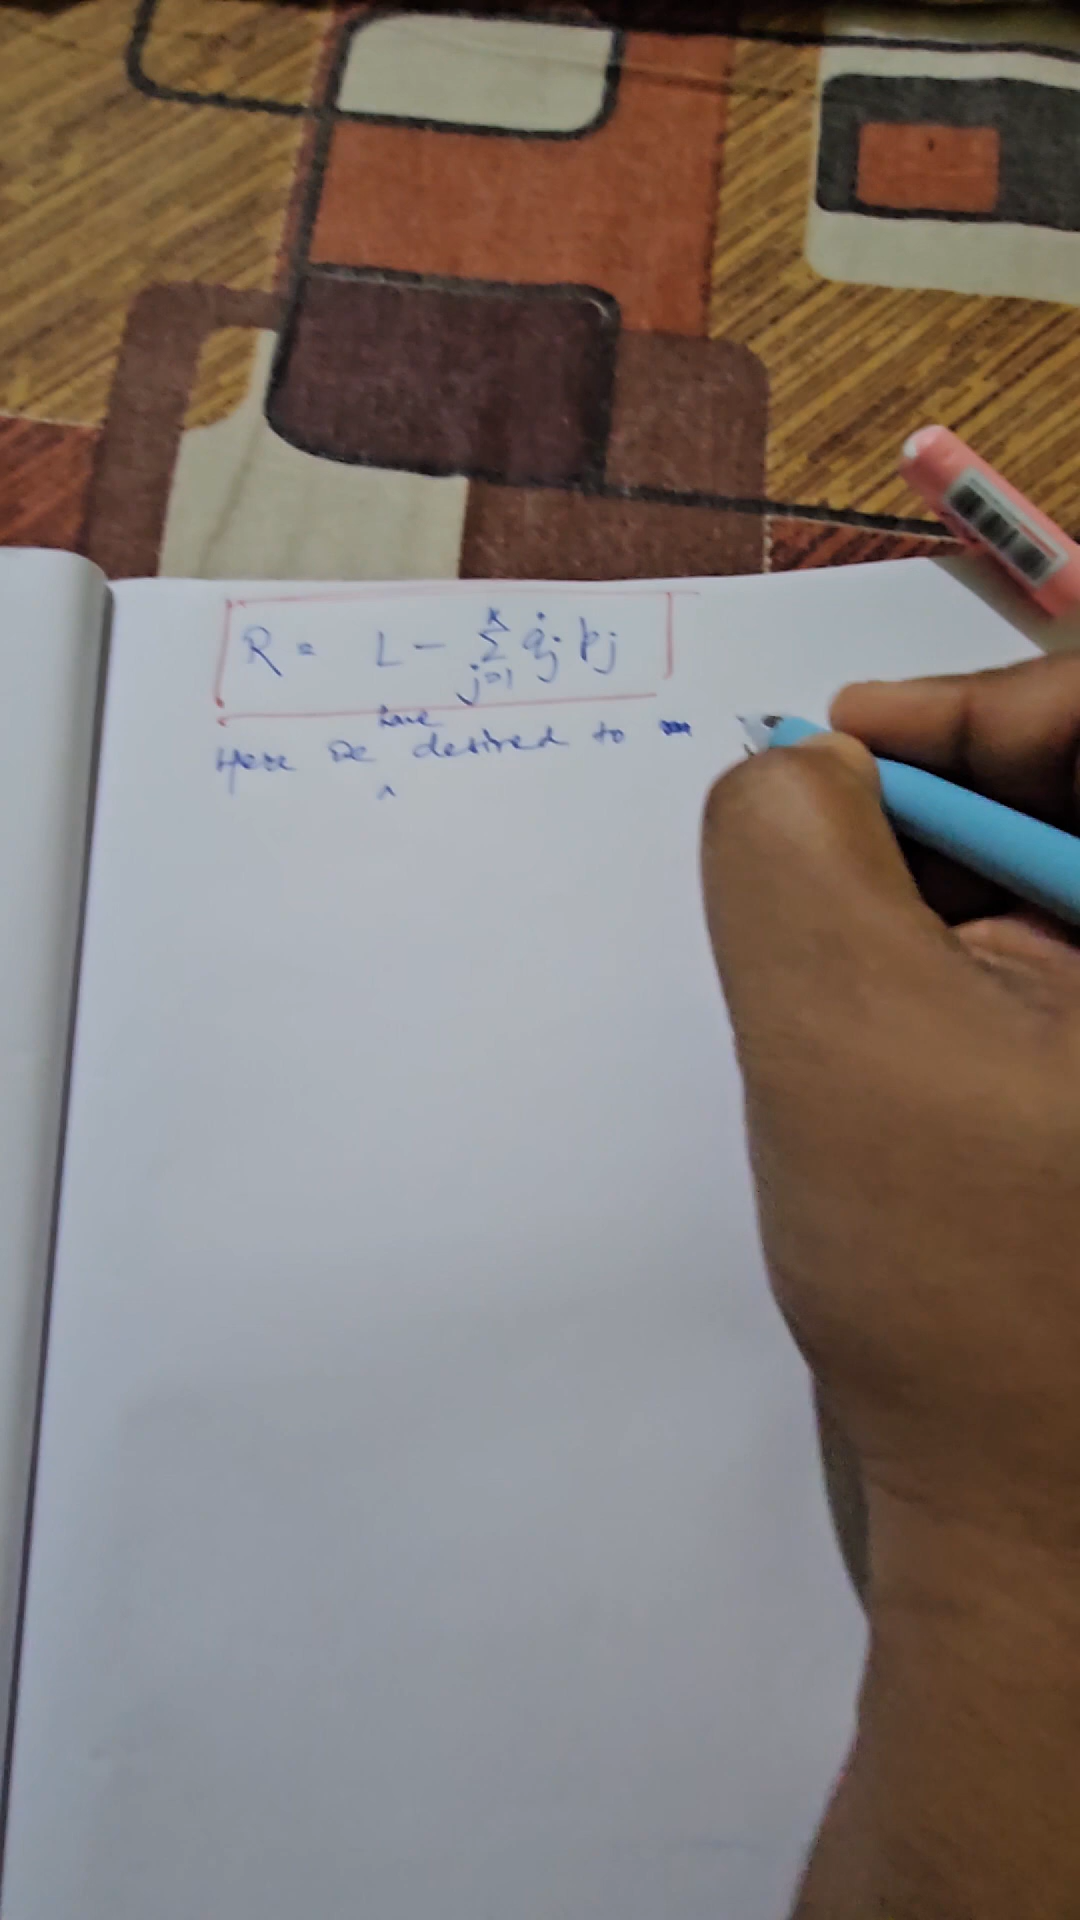 R = L - Σ_{j=1}^{k} q̇_j p_j
have
Here we ^ desired to